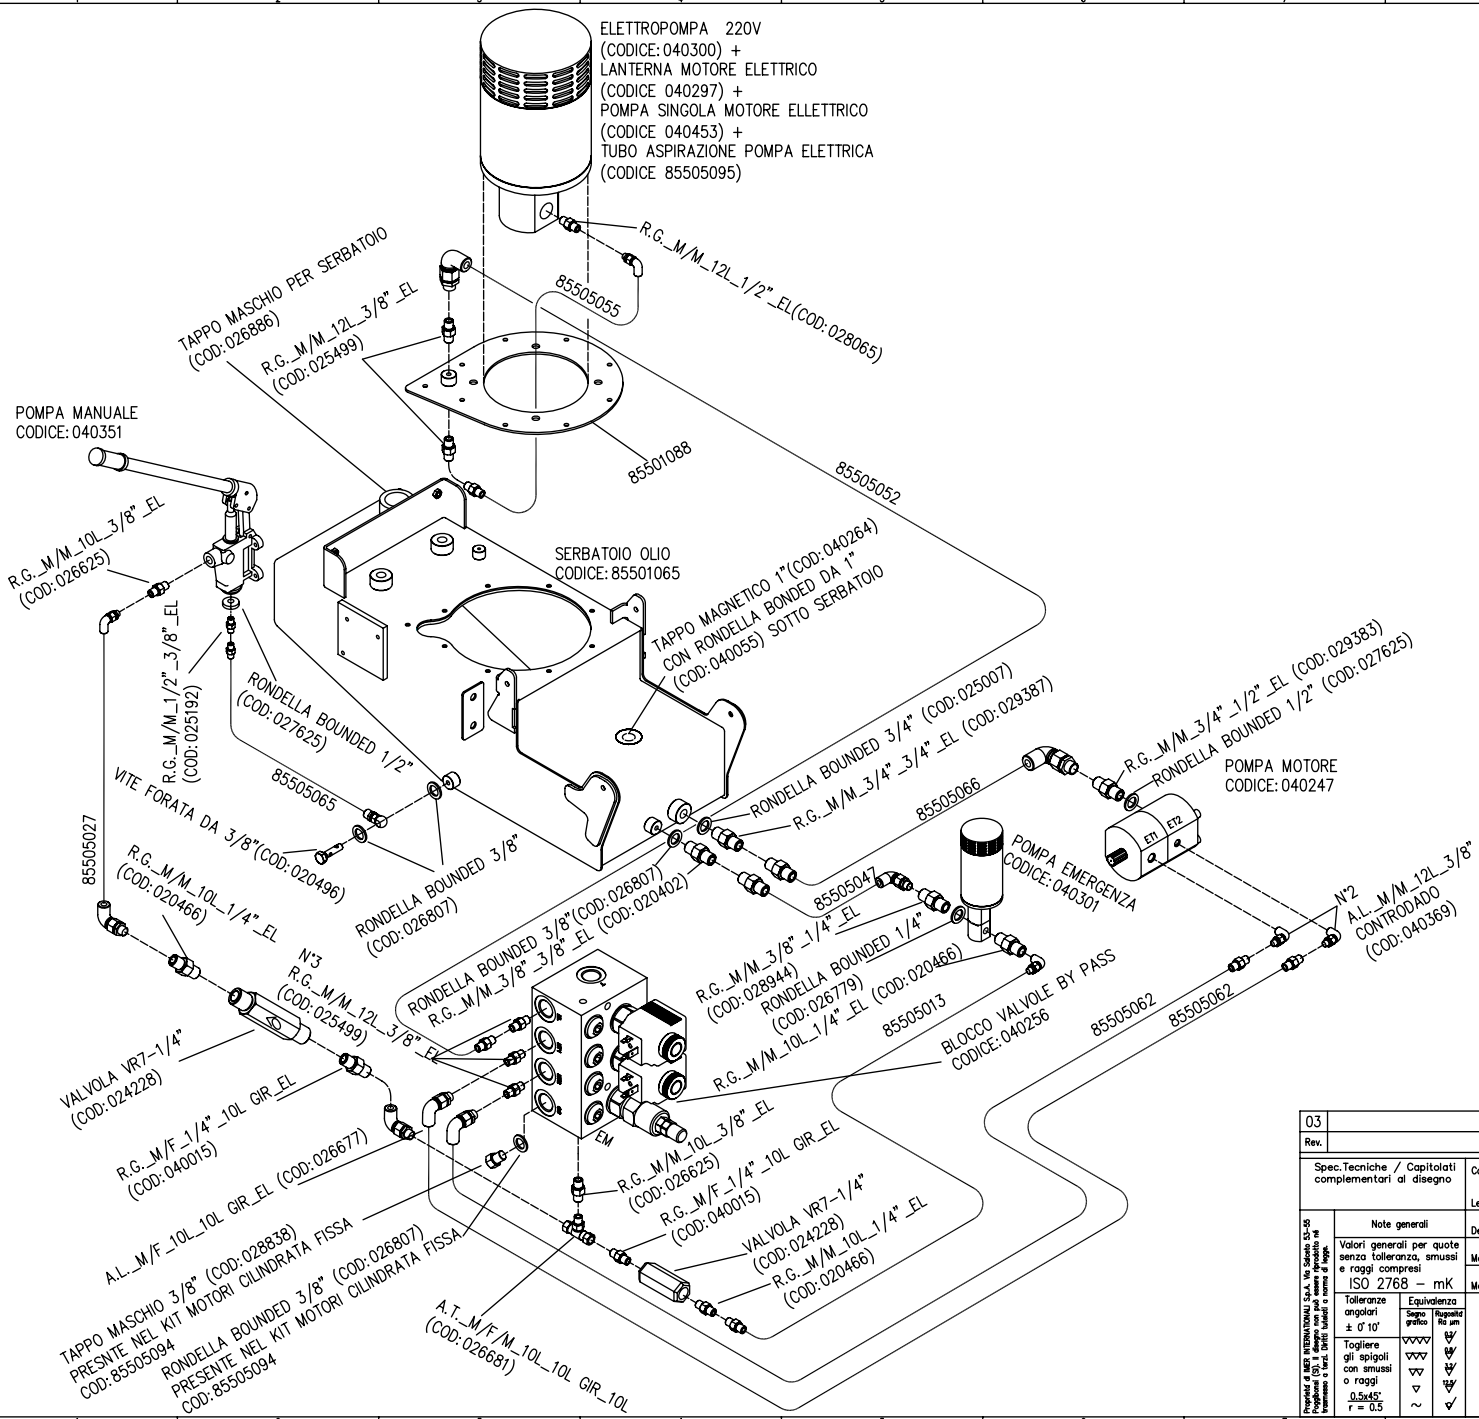 ELETTROPOMPA 220V
(CODICE:040300) +
LANTERNA MOTORE ELETTRICO
(CODICE 040297) +
POMPA SINGOLA MOTORE ELLETTRICO
(CODICE 040453) +
TUBO ASPIRAZIONE POMPA ELETTRICA
(CODICE 85505095)
R.G._M/M_12L_1/2"_EL(COD:028065)
TAPPO MASCHIO PER SERBATOIO
(COD:026886)
R.G._M/M_12L_3/8"_EL
(COD:025499)
85505055
85501088
85505052
POMPA MANUALE
CODICE:040351
R.G._M/M_10L_3/8"_EL
(COD:026625)
SERBATOIO OLIO
CODICE:85501065
TAPPO MAGNETICO 1"(COD:040264)
CON RONDELLA BONDED DA 1"
(COD:040055) SOTTO SERBATOIO
R.G._M/M_1/2"_3/8"_EL
(COD:025192)
RONDELLA BOUNDED 1/2"
(COD:027625)
85505065
VITE FORATA DA 3/8"(COD:020496)
RONDELLA BOUNDED 3/8"
(COD:026807)
85505027
RONDELLA BOUNDED 3/4" (COD:025007)
R.G._M/M_3/4"_3/4"_EL (COD:029387)
85505066
R.G._M/M_3/4"_1/2"_EL (COD:029383)
RONDELLA BOUNDED 1/2" (COD:027625)
POMPA MOTORE
CODICE:040247
ET1
ET2
POMPA EMERGENZA
CODICE:040301
N°2
A.L._M/M_12L_3/8"
CONTRODADO
(COD:040369)
85505047
RONDELLA BOUNDED 3/8"(COD:026807)
R.G._M/M_3/8"_3/8"_EL (COD:020402)
R.G._M/M_3/8"_1/4"_EL
(COD:028944)
RONDELLA BOUNDED 1/4"
(COD:026779)
R.G._M/M_10L_1/4"_EL (COD:020466)
85505013
BLOCCO VALVOLE BY PASS
CODICE:040256
85505062
85505062
R.G._M/M_10L_1/4"_EL
(COD:020466)
N°3
R.G._M/M_12L_3/8"_EL
(COD:025499)
VALVOLA VR7-1/4"
(COD:024228)
R.G._M/F_1/4"_10L GIR_EL
(COD:040015)
A.L._M/F_10L_10L GIR_EL (COD:026677)
EM
R.G._M/M_10L_3/8"_EL
(COD:026625)
R.G._M/F_1/4"_10L GIR_EL
(COD:040015)
VALVOLA VR7-1/4"
(COD:024228)
R.G._M/M_10L_1/4"_EL
(COD:020466)
TAPPO MASCHIO 3/8" (COD:028838)
PRESNTE NEL KIT MOTORI CILINDRATA FISSA
COD:85505094
RONDELLA BOUNDED 3/8" (COD:026807)
PRESENTE NEL KIT MOTORI CILINDRATA FISSA
COD:85505094
A.T._M/F/M_10L_10L GIR_10L
(COD:026681)
03
Rev.
Spec.Tecniche / Capitolati
complementari al disegno
Note generali
Valori generali per quote
senza tolleranza, smussi
e raggi compresi
ISO 2768 - mK
Tolleranze
angolari
± 0°10'
Equivalenza
Segno
grafico
Rugosità
Ra µm
Togliere
gli spigoli
con smussi
o raggi
0.5x45°
r = 0.5